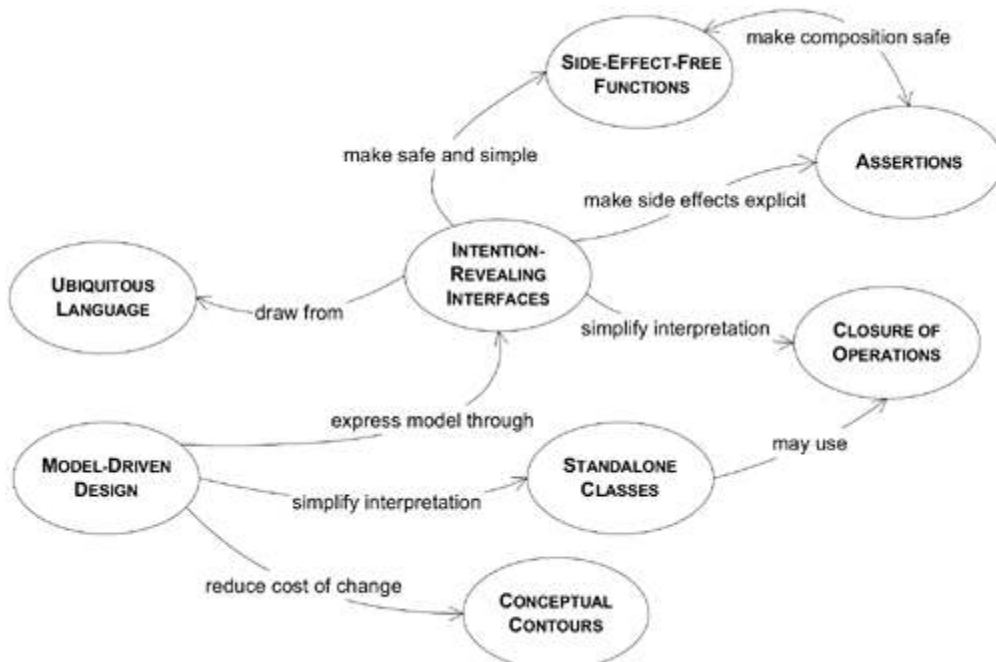 make composition safe
SIDE-EFFECT-FREE
FUNCTIONS
make safe and simple
ASSERTIONS
make side effects explicit
INTENTION-
REVEALING
INTERFACES
UBIQUITOUS
LANGUAGE
draw from
simplify interpretation
CLOSURE OF
OPERATIONS
express model through
may use
MODEL-DRIVEN
DESIGN
simplify interpretation
STANDALONE
CLASSES
reduce cost of change
CONCEPTUAL
CONTOURS